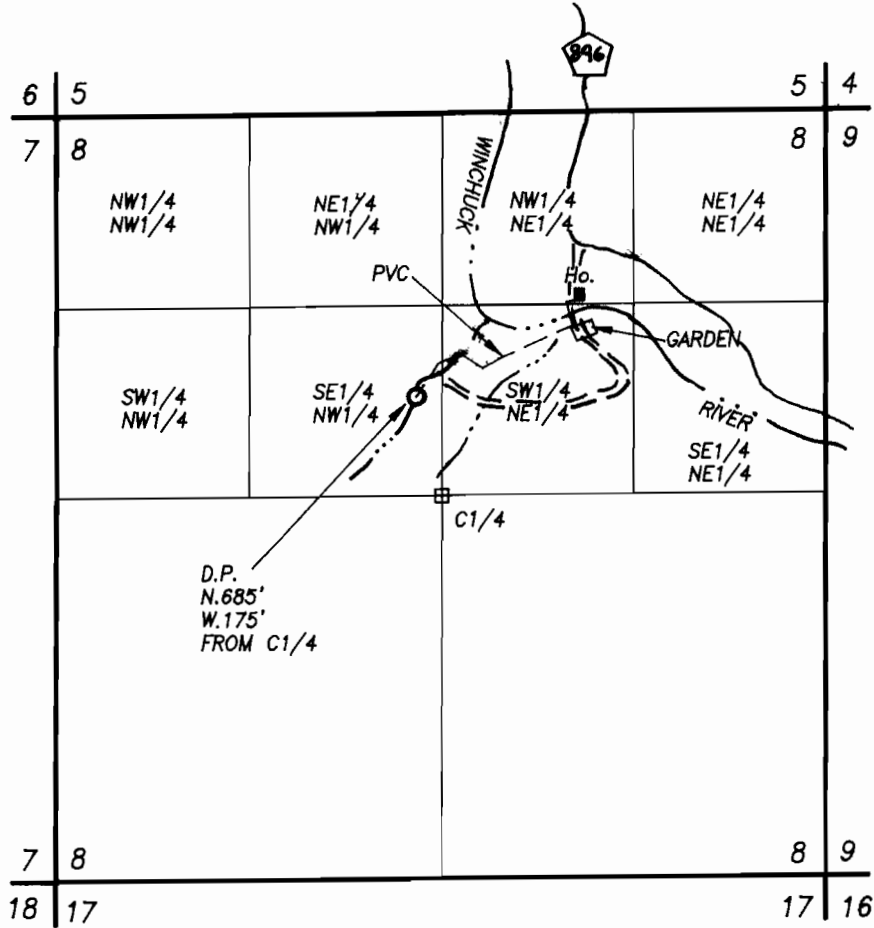 896
6 5
5 4
7 8
8 9
WINCHUCK
NW1/4
NW1/4
NE1/4
NW1/4
NW1/4
NE1/4
NE1/4
NE1/4
PVC
Ho.
GARDEN
SW1/4
NW1/4
SE1/4
NW1/4
SW1/4
NE1/4
RIVER
SE1/4
NE1/4
C1/4
D.P.
N.685'
W.175'
FROM C1/4
7 8
8 9
18 17
17 16